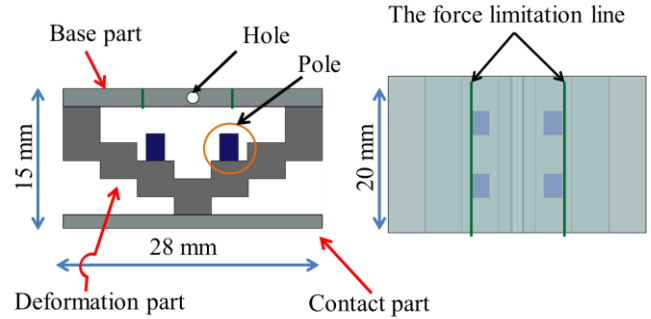 The force limitation line
Base part
Hole
Pole
15 mm
20 mm
28 mm
Deformation part
Contact part